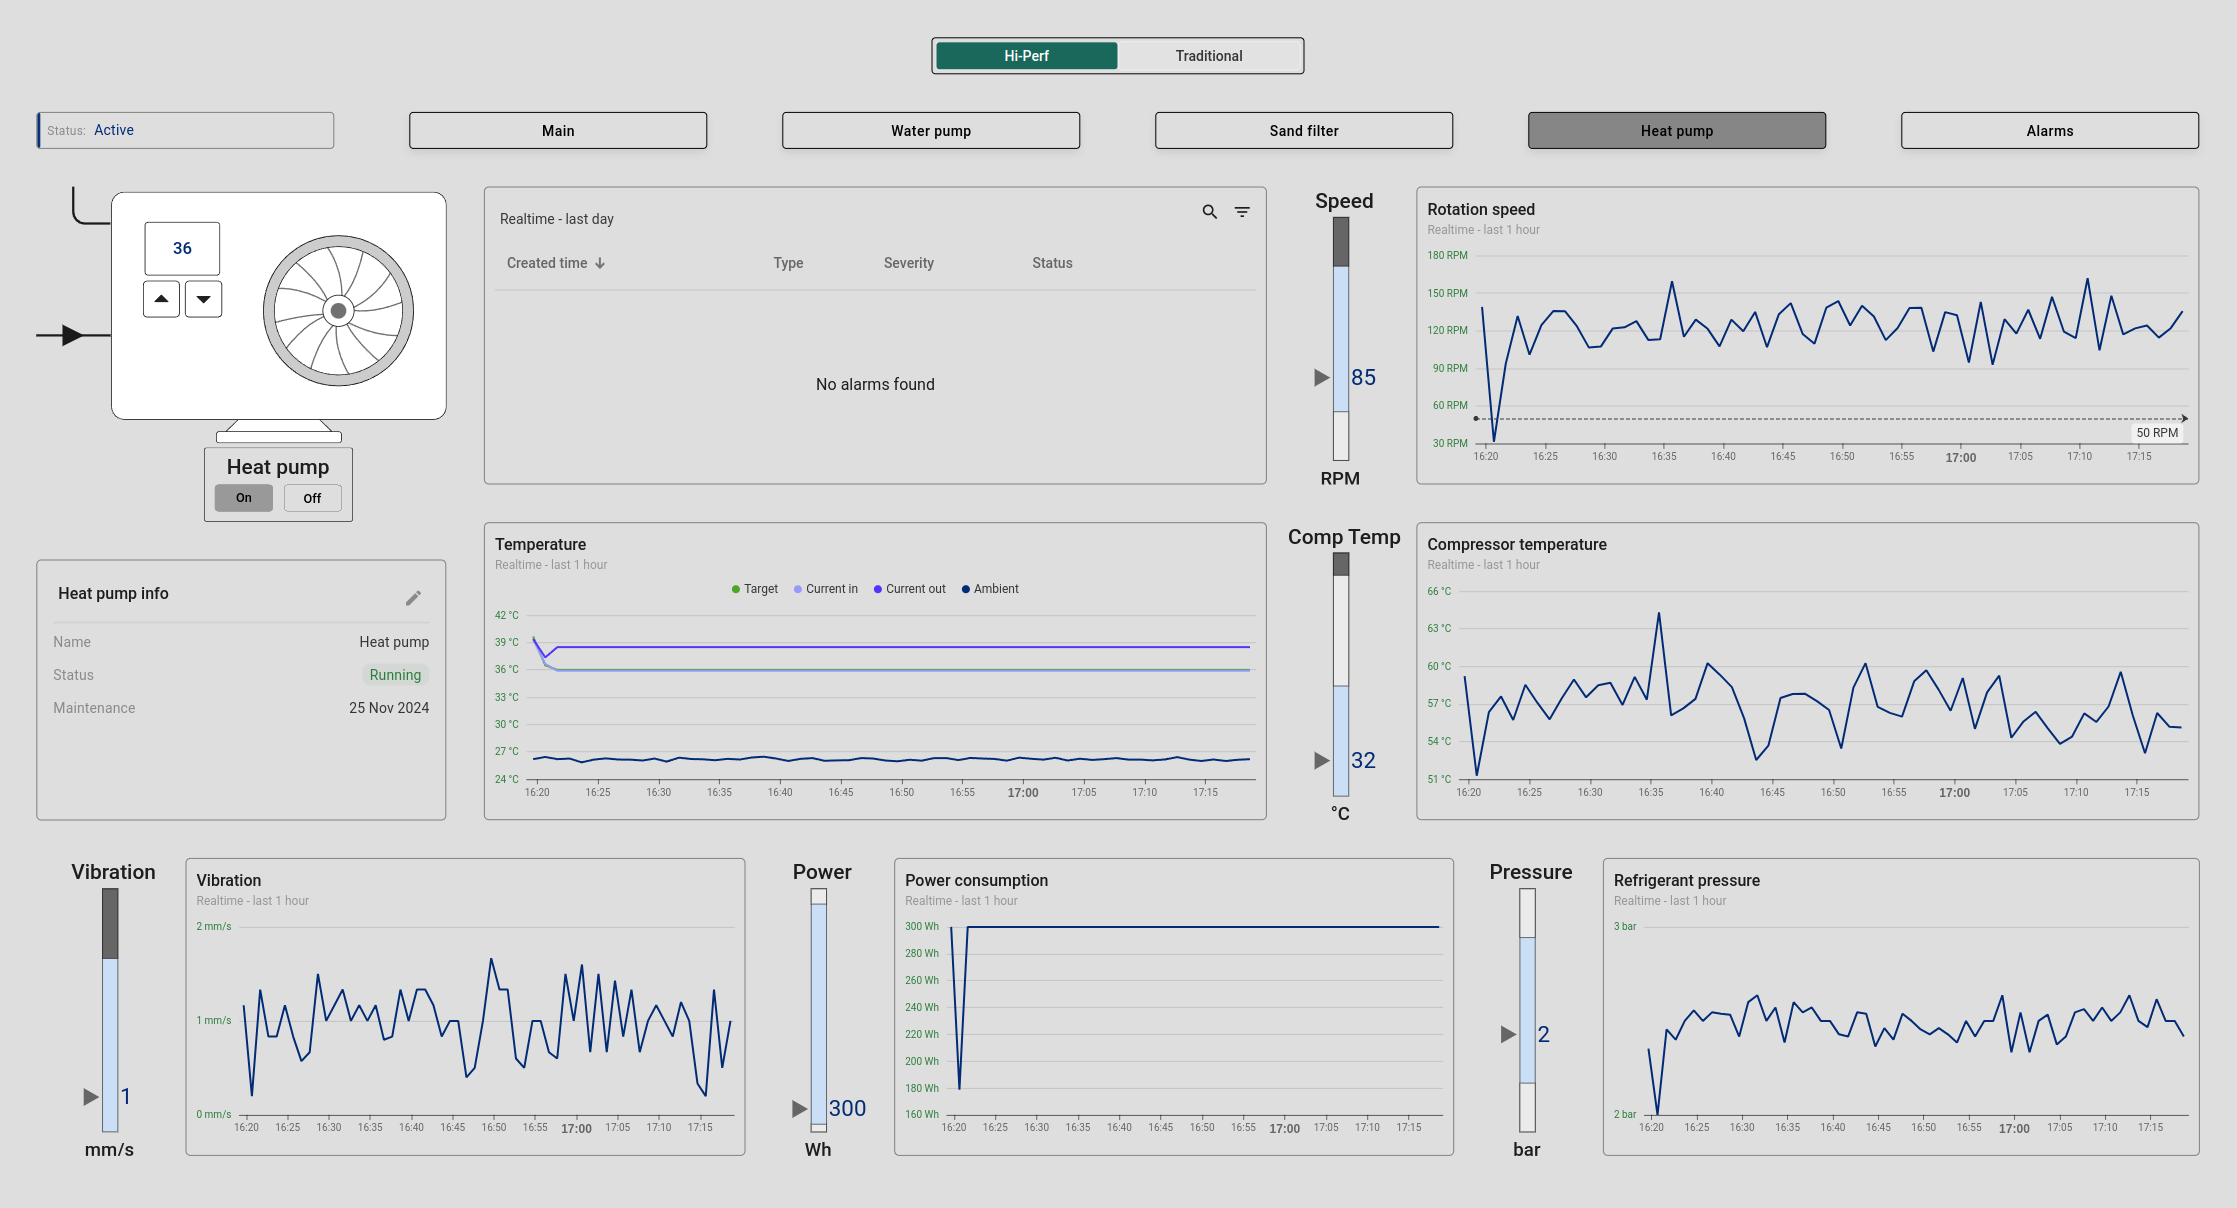 Hi-Perf
Traditional
Status: Active
Main
Water pump
Sand filter
Heat pump
Alarms
36
Heat pump
On
Off
Realtime - last day
Created time
Type
Severity
Status
No alarms found
Speed
85
RPM
Rotation speed
Realtime - last 1 hour
180 RPM
150 RPM
120 RPM
90 RPM
60 RPM
30 RPM
50 RPM
16:20 16:25 16:30 16:35 16:40 16:45 16:50 16:55 17:00 17:05 17:10 17:15
Heat pump info
Name Heat pump
Status Running
Maintenance 25 Nov 2024
Temperature
Realtime - last 1 hour
Target Current in Current out Ambient
42 °C
39 °C
36 °C
33 °C
30 °C
27 °C
24 °C
16:20 16:25 16:30 16:35 16:40 16:45 16:50 16:55 17:00 17:05 17:10 17:15
Comp Temp
32
°C
Compressor temperature
Realtime - last 1 hour
66 °C
63 °C
60 °C
57 °C
54 °C
51 °C
16:20 16:25 16:30 16:35 16:40 16:45 16:50 16:55 17:00 17:05 17:10 17:15
Vibration
1
mm/s
Vibration
Realtime - last 1 hour
2 mm/s
1 mm/s
0 mm/s
16:20 16:25 16:30 16:35 16:40 16:45 16:50 16:55 17:00 17:05 17:10 17:15
Power
300
Wh
Power consumption
Realtime - last 1 hour
300 Wh
280 Wh
260 Wh
240 Wh
220 Wh
200 Wh
180 Wh
160 Wh
16:20 16:25 16:30 16:35 16:40 16:45 16:50 16:55 17:00 17:05 17:10 17:15
Pressure
2
bar
Refrigerant pressure
Realtime - last 1 hour
3 bar
2 bar
16:20 16:25 16:30 16:35 16:40 16:45 16:50 16:55 17:00 17:05 17:10 17:15